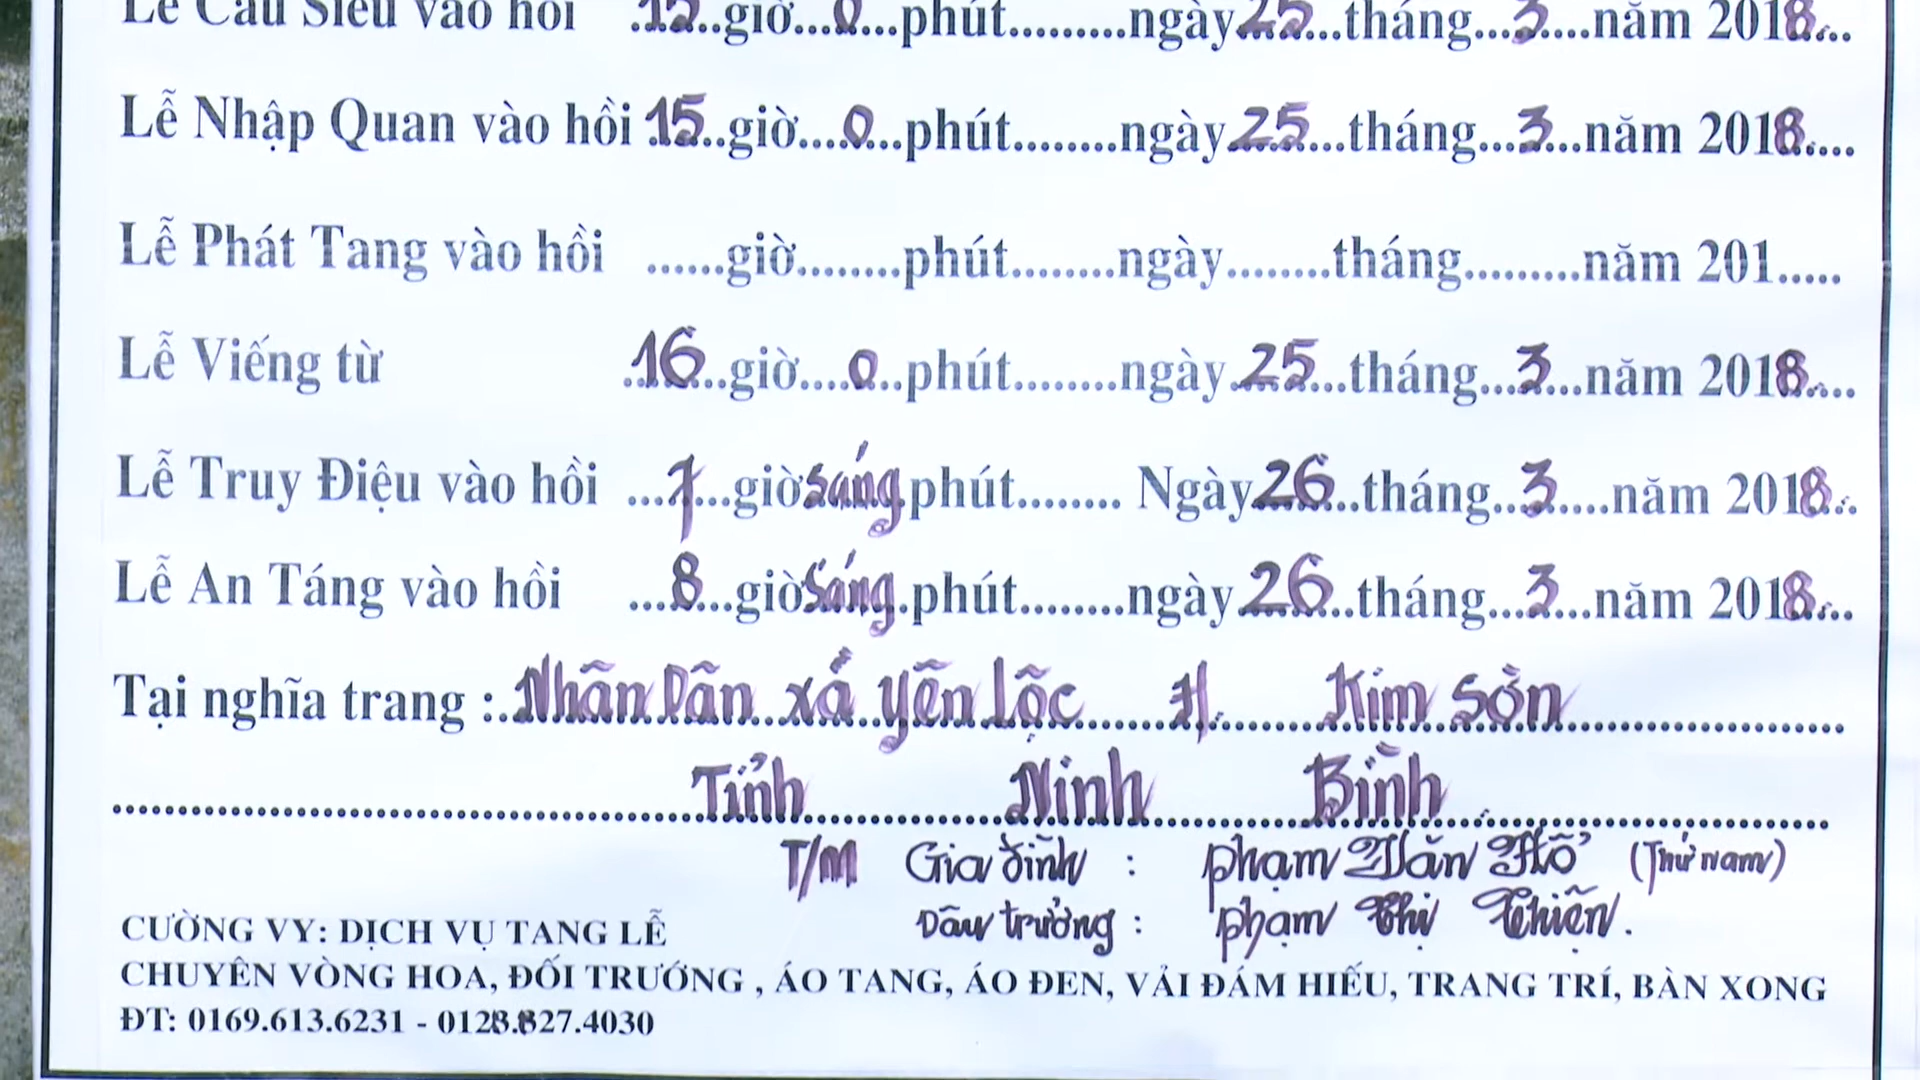 Lễ Cầu Siêu vào hồi ..15..giờ...0...phút.........ngày.25...tháng...3....năm 2018...
Lễ Nhập Quan vào hồi 15..giờ....0..phút........ngày.25...tháng...3...năm 2018....
Lễ Phát Tang vào hồi ......giờ........phút........ngày........tháng.........năm 201.....
Lễ Viếng từ ..16..giờ....0..phút........ngày.25...tháng...3...năm 2018....
Lễ Truy Điệu vào hồi ...7...giờ sáng.phút........ Ngày 26..tháng..3....năm 2018...
Lễ An Táng vào hồi ...8...giờ sáng.phút........ngày.26..tháng...3...năm 2018...
Tại nghĩa trang :..Nhân Dân xã yên Lộc......H.......Kim Sơn.................
Tỉnh Ninh Bình
T/M Gia đình : phạm Văn Hổ (Thứ nam)
Dâu trưởng : phạm Thị Thiện.
CƯỜNG VY: DỊCH VỤ TANG LỄ
CHUYÊN VÒNG HOA, ĐỐI TRƯỚNG , ÁO TANG, ÁO ĐEN, VẢI ĐÁM HIẾU, TRANG TRÍ, BÀN XONG
ĐT: 0169.613.6231 - 0123.827.4030